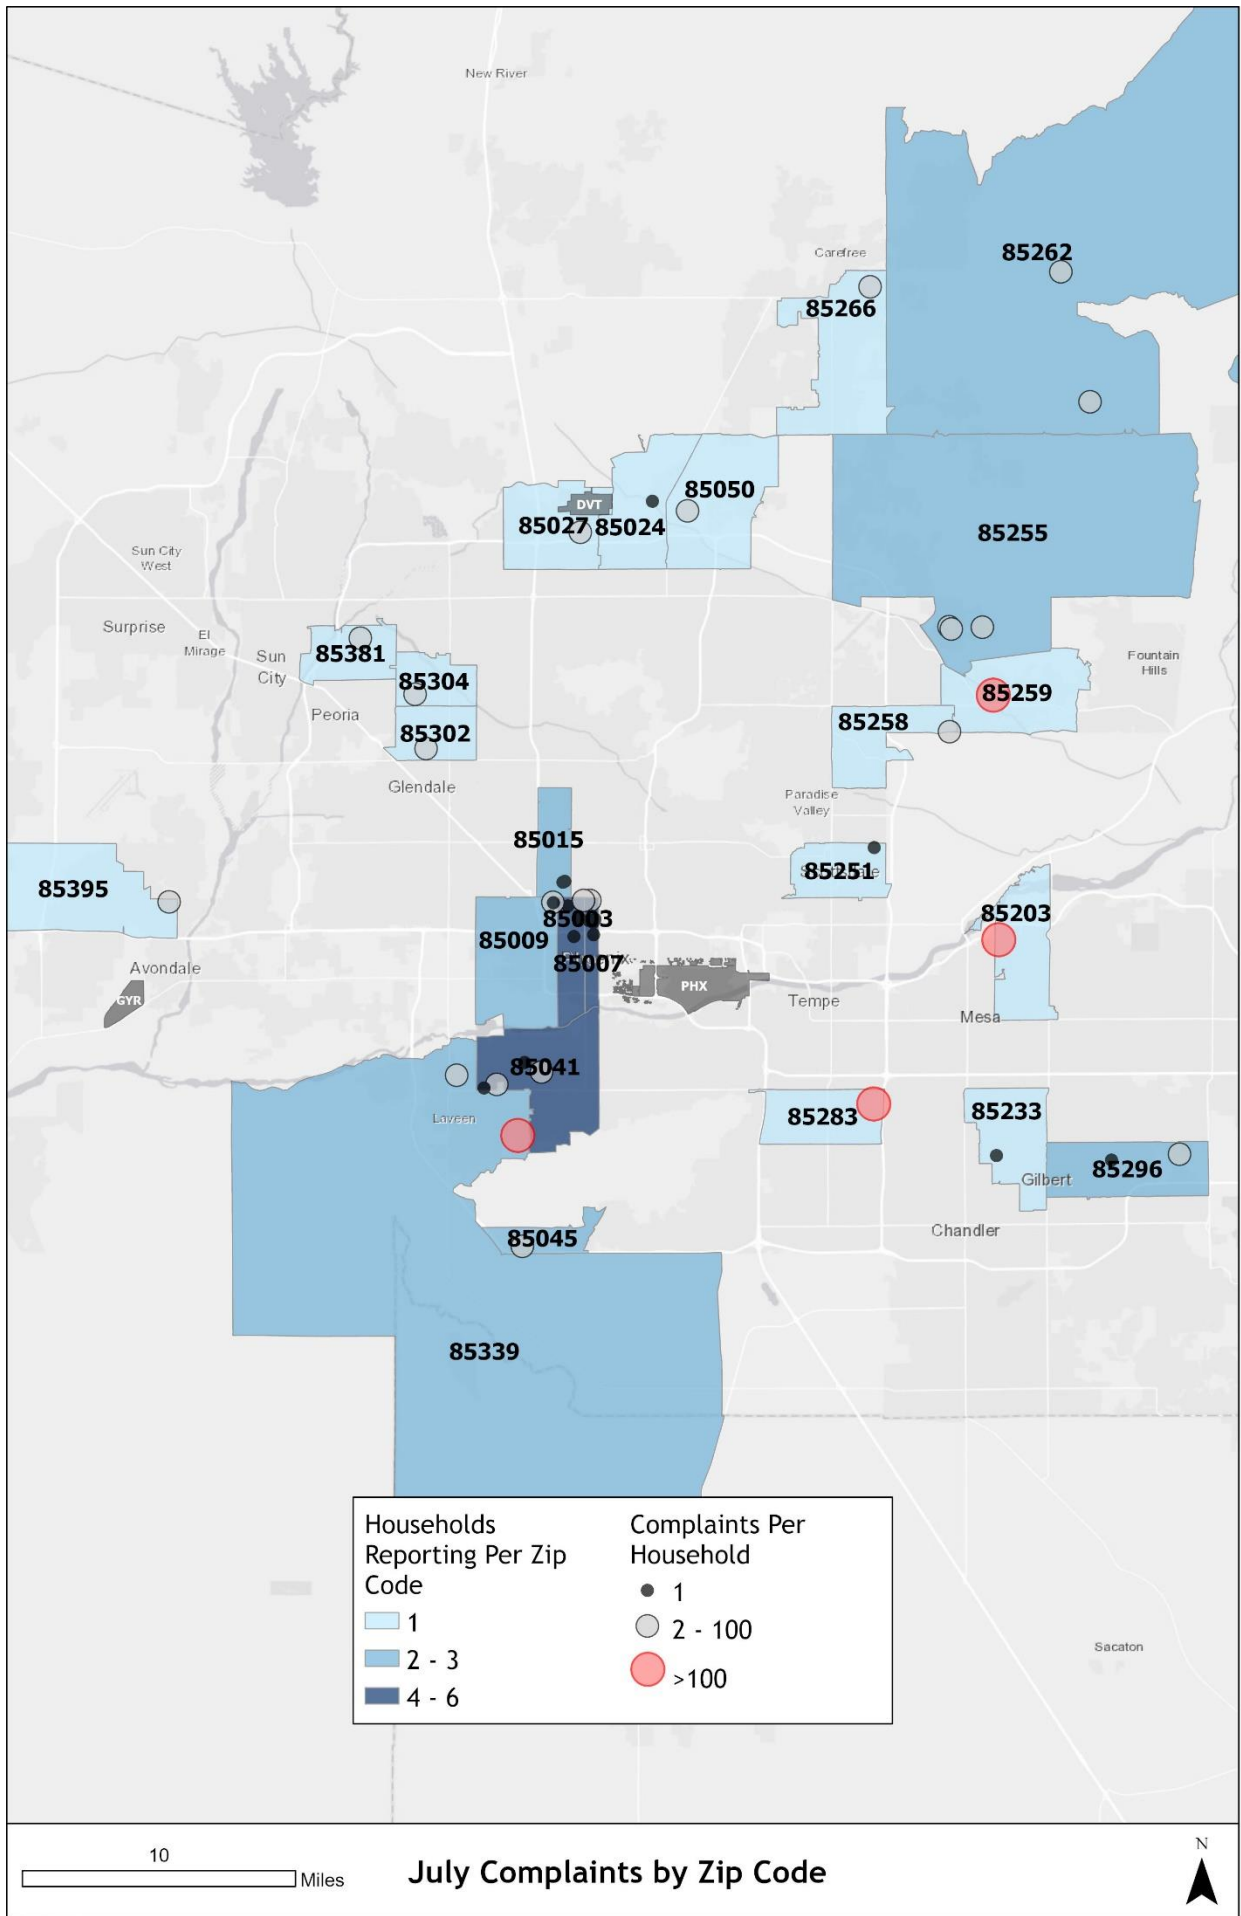 New River
Carefree
85262
85266
85050
DVT
85027
85024
85255
Sun City
West
Surprise
El
Mirage
Sun
City
85381
85304
Peoria
85302
Glendale
Fountain
Hills
85259
85258
Paradise
Valley
85015
85251
85395
85003
85009
85007
85203
Avondale
GYR
PHX
Tempe
Mesa
85041
Laveen
85283
85233
85296
Gilbert
Chandler
85045
85339
Households
Reporting Per Zip
Code
1
2 - 3
4 - 6
Complaints Per
Household
1
2 - 100
>100
Sacaton
10
Miles
July Complaints by Zip Code
N